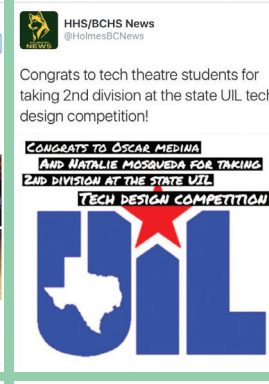 HHS/BCHS News
@HolmesBCNews
NEWS
Congrats to tech theatre students for
taking 2nd division at the state UIL tech
design competition!
CONGRATS TO OSCAR MEDINA
AND NATALIE MOSQUEDA FOR TAKING
2ND DIVISION AT THE STATE UIL
TECH DESIGN COMPETITION
UIL